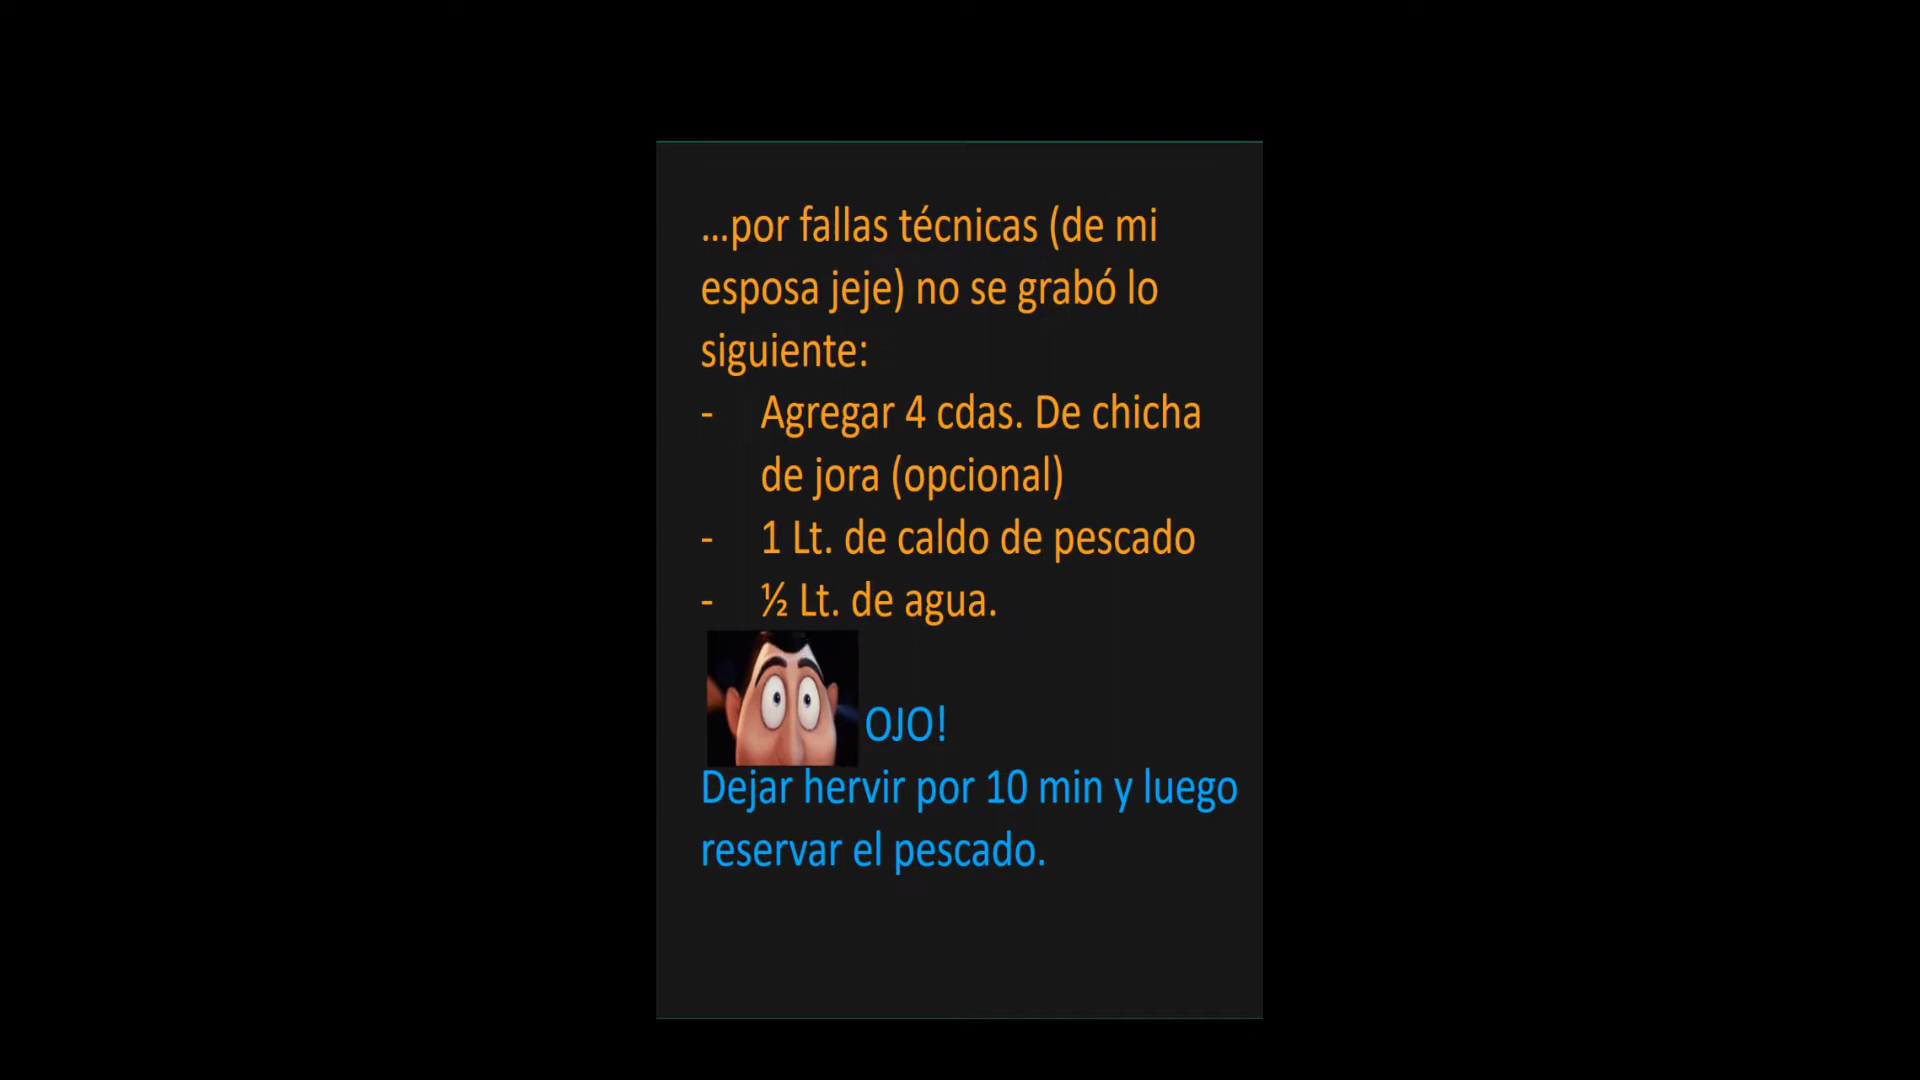 ...por fallas técnicas (de mi
esposa jeje) no se grabó lo
siguiente:
- Agregar 4 cdas. De chicha
de jora (opcional)
- 1 Lt. de caldo de pescado
- ½ Lt. de agua.
OJO!
Dejar hervir por 10 min y luego
reservar el pescado.